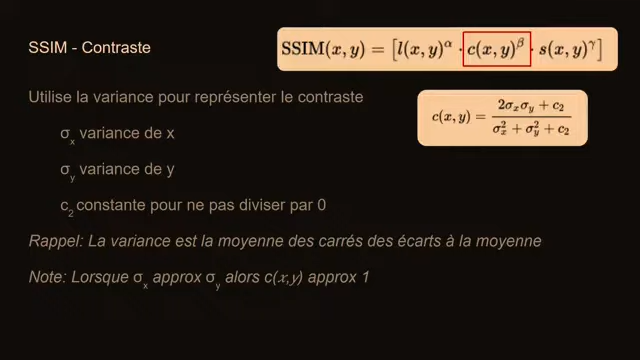 SSIM - Contraste
SSIM(x, y) = [l(x, y)^α · c(x, y)^β · s(x, y)^γ]
Utilise la variance pour représenter le contraste
c(x, y) = (2σ_xσ_y + c_2) / (σ_x^2 + σ_y^2 + c_2)
σ_x variance de x
σ_y variance de y
c_2 constante pour ne pas diviser par 0
Rappel: La variance est la moyenne des carrés des écarts à la moyenne
Note: Lorsque σ_x approx σ_y alors c(x,y) approx 1